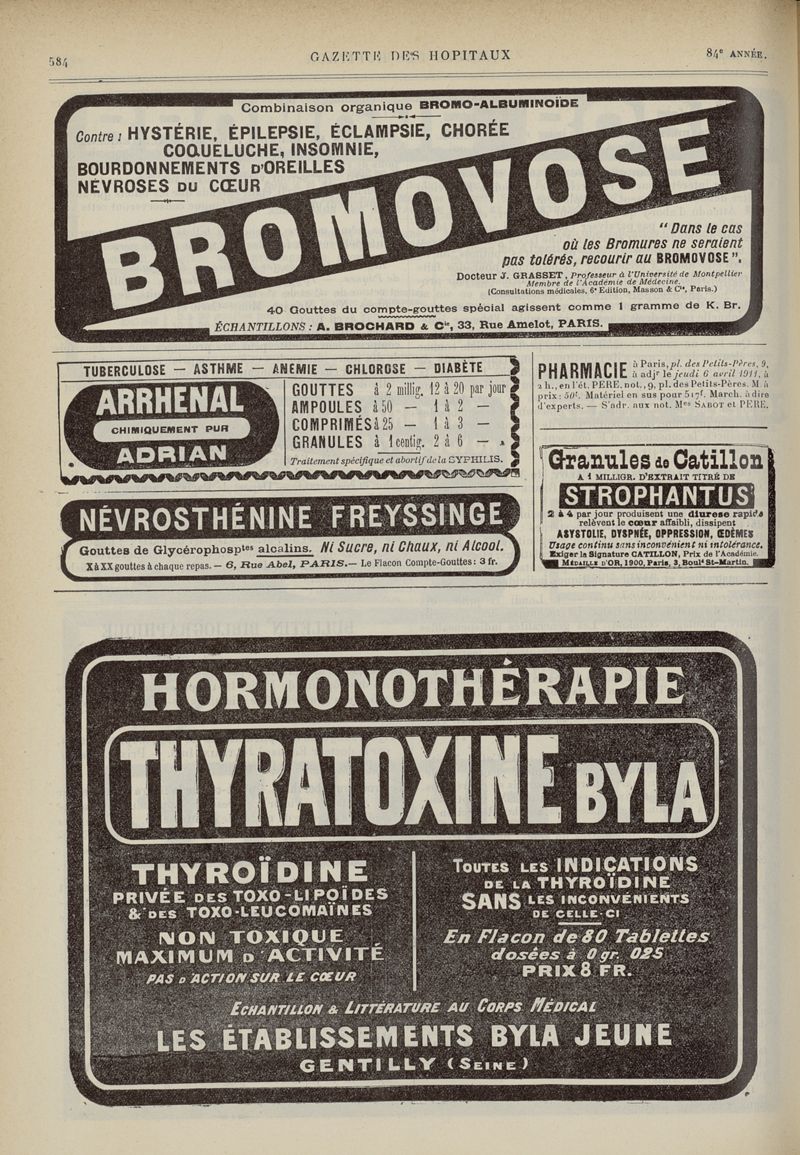 584
GAZETTE DES HOPITAUX
84e ANNÉE.
Combinaison organique BROMO-ALBUMINOÏDE
Contre : HYSTÉRIE, ÉPILEPSIE, ÉCLAMPSIE, CHORÉE
COQUELUCHE, INSOMNIE,
BOURDONNEMENTS D'OREILLES
NÉVROSES DU CŒUR
BROMOVOSE
"Dans le cas
où les Bromures ne seraient
pas tolérés, recourir au BROMOVOSE".
Docteur J. GRASSET, Professeur à l'Université de Montpellier
Membre de l'Académie de Médecine.
(Consultations médicales, 6e Edition, Masson & Cie, Paris.)
40 Gouttes du compte-gouttes spécial agissent comme 1 gramme de K. Br.
ÉCHANTILLONS : A. BROCHARD & Cie, 33, Rue Amelot, PARIS.
TUBERCULOSE — ASTHME — ANEMIE — CHLOROSE — DIABÈTE
ARRHENAL
CHIMIQUEMENT PUR
ADRIAN
GOUTTES à 2 millig. 12 à 20 par jour
AMPOULES à 50 — 1 à 2 —
COMPRIMÉS à 25 — 1 à 3 —
GRANULES à 1 centig. 2 à 6 —
Traitement spécifique et abortif de la SYPHILIS.
NÉVROSTHÉNINE FREYSSINGE
Gouttes de Glycérophosptes alcalins. Ni Sucre, ni Chaux, ni Alcool.
X à XX gouttes à chaque repas. — 6, Rue Abel, PARIS. — Le Flacon Compte-Gouttes : 3 fr.
PHARMACIE à Paris, pl. des Petits-Pères, 9,
à adjr le jeudi 6 avril 1911, à
2 h., en l'ét. PERE, not., 9, pl. des Petits-Pères. M. à
prix : 50f. Matériel en sus pour 517f. March. à dire
d'experts. — S'adr. aux not. Mes SABOT et PERE.
Granules de Catillon
A 1 MILLIGR. D'EXTRAIT TITRÉ DE
STROPHANTUS
2 à 4 par jour produisent une diurese rapide
relèvent le cœur affaibli, dissipent
ASYSTOLIE, DYSPNÉE, OPPRESSION, ŒDÈMES
Usage continu sans inconvénient ni intolérance.
Exiger la Signature CATILLON, Prix de l'Académie.
MÉDAILLE D'OR, 1900, Paris, 3, Bould St-Martin.
HORMONOTHÉRAPIE
THYRATOXINE BYLA
THYROÏDINE
PRIVÉE DES TOXO-LIPOÏDES
& DES TOXO-LEUCOMAÏNES
NON TOXIQUE
MAXIMUM D'ACTIVITÉ
PAS D'ACTION SUR LE CŒUR
TOUTES LES INDICATIONS
DE LA THYROÏDINE
SANS LES INCONVENIENTS
DE CELLE-CI
En Flacon de 80 Tablettes
dosées à 0 gr. 025
PRIX 8 FR.
ECHANTILLON & LITTÉRATURE AU CORPS MÉDICAL
LES ÉTABLISSEMENTS BYLA JEUNE
GENTILLY (SEINE)